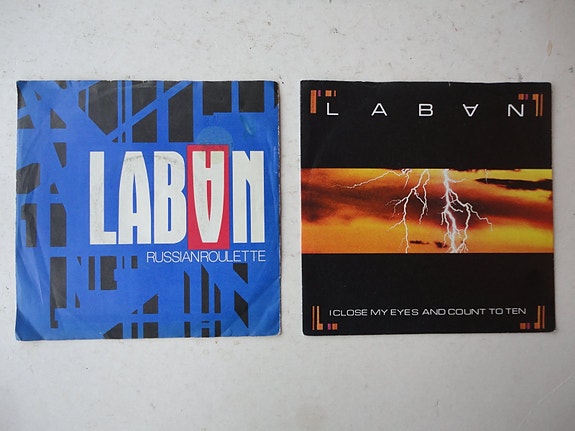 LABAN
RUSSIANROULETTE
LABAN
I CLOSE MY EYES AND COUNT TO TEN